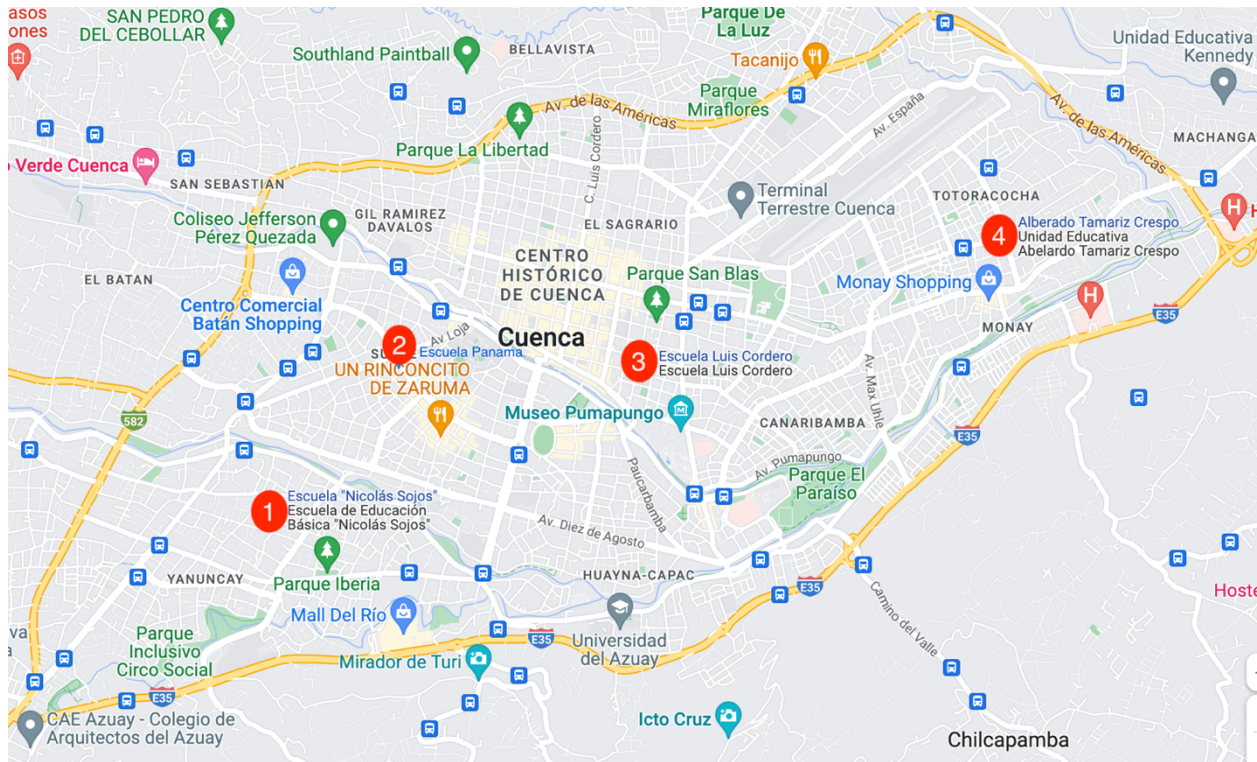 asos
ones
SAN PEDRO
DEL CEBOLLAR
Southland Paintball
BELLAVISTA
Parque De
La Luz
Tacanijo
Unidad Educativa
Kennedy
Parque
Miraflores
Av. de las Américas
Av. España
Av. de las Américas
Parque La Libertad
C. Luis Cordero
MACHANGA
Verde Cuenca
SAN SEBASTIAN
TOTORACOCHA
Terminal
Terrestre Cuenca
Coliseo Jefferson
Pérez Quezada
GIL RAMIREZ
DAVALOS
EL SAGRARIO
H
4
Alberado Tamariz Crespo
Unidad Educativa
Abelardo Tamariz Crespo
CENTRO
HISTÓRICO
DE CUENCA
Parque San Blas
EL BATAN
Monay Shopping
Centro Comercial
Batán Shopping
H
E35
MONAY
Av Loja
Cuenca
2
Escuela Panama
UN RINCONCITO
DE ZARUMA
3
Escuela Luis Cordero
Escuela Luis Cordero
Av. Max Uhle
582
Museo Pumapungo
CANARIBAMBA
E35
Av. Pumapungo
Paucarbamba
Parque El
Paraíso
1
Escuela "Nicolás Sojos"
Escuela de Educación
Básica "Nicolás Sojos"
Av. Diez de Agosto
YANUNCAY
Parque Iberia
HUAYNA-CAPAC
E35
Hoste
Mall Del Río
Camino del Valle
Parque
Inclusivo
Circo Social
E35
Universidad
del Azuay
Mirador de Turi
E35
CAE Azuay - Colegio de
Arquitectos del Azuay
Icto Cruz
Chilcapamba